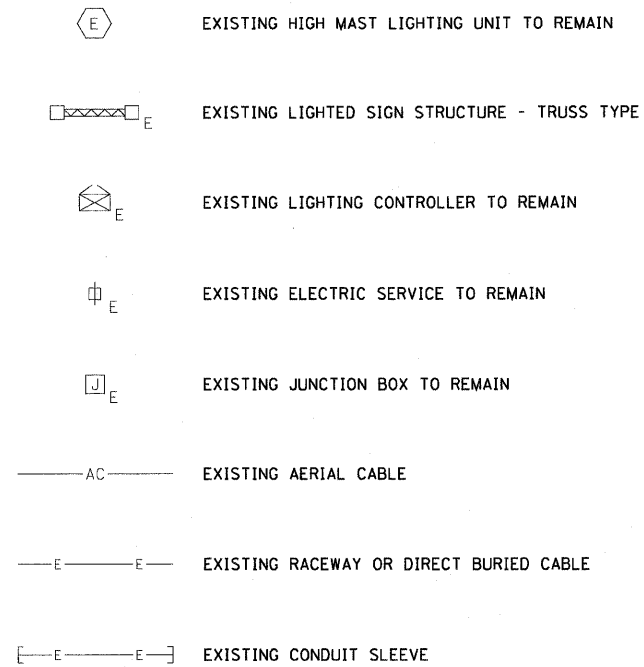 E EXISTING HIGH MAST LIGHTING UNIT TO REMAIN
E EXISTING LIGHTED SIGN STRUCTURE - TRUSS TYPE
E EXISTING LIGHTING CONTROLLER TO REMAIN
E EXISTING ELECTRIC SERVICE TO REMAIN
J E EXISTING JUNCTION BOX TO REMAIN
AC EXISTING AERIAL CABLE
E E EXISTING RACEWAY OR DIRECT BURIED CABLE
E E EXISTING CONDUIT SLEEVE